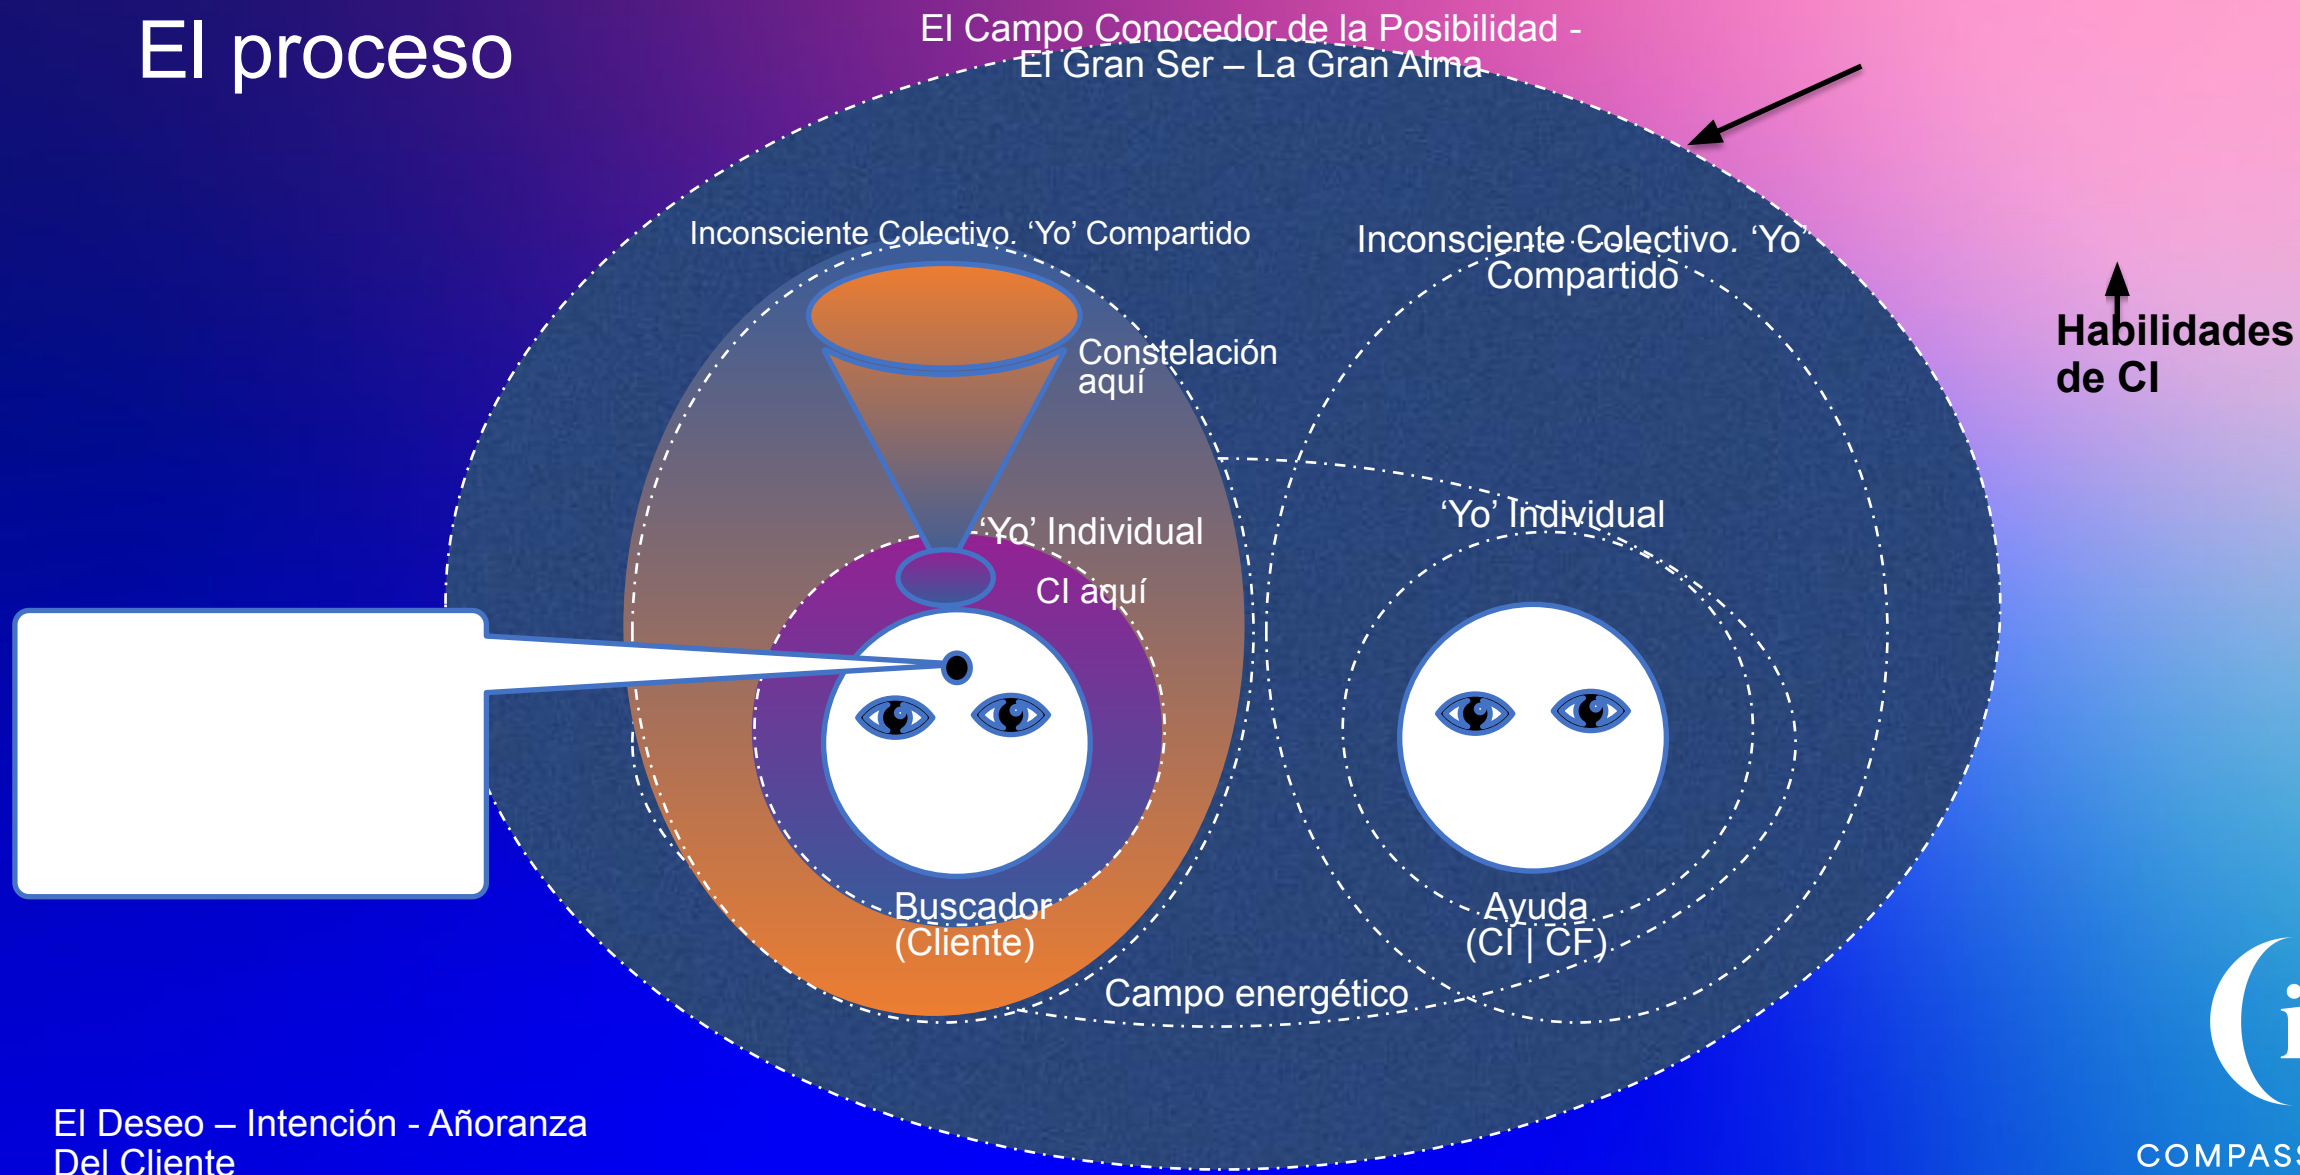 El proceso
El Campo Conocedor de la Posibilidad -
El Gran Ser – La Gran Alma
Inconsciente Colectivo. ‘Yo’ Compartido
Inconsciente Colectivo. ‘Yo’
Compartido
Habilidades
de CI
Constelación
aquí
‘Yo’ Individual
‘Yo’ Individual
CI aquí
Buscador
(Cliente)
Ayuda
(CI | CF)
Campo energético
El Deseo – Intención - Añoranza
Del Cliente
i
COMPASS